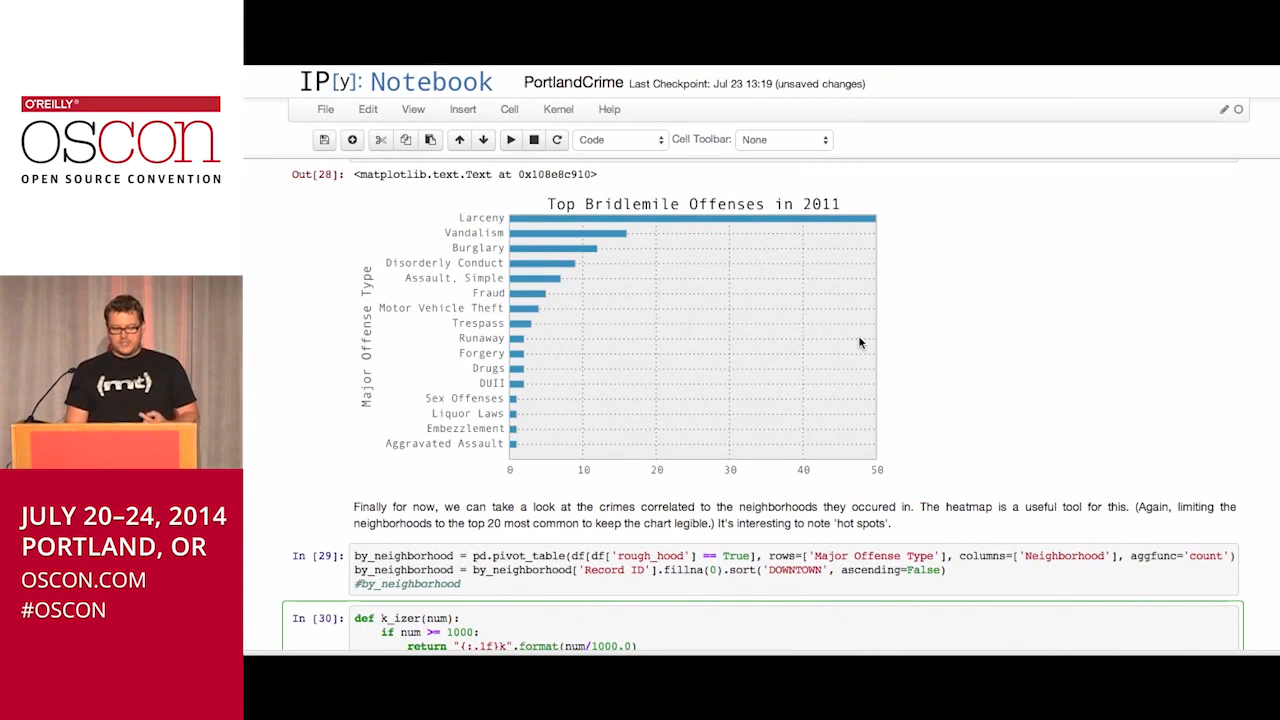 O'REILLY®
OSCON
OPEN SOURCE CONVENTION
(mt)
JULY 20–24, 2014
PORTLAND, OR
OSCON.COM
#OSCON
IP[y]: Notebook
PortlandCrime Last Checkpoint: Jul 23 13:19 (unsaved changes)
File Edit View Insert Cell Kernel Help
Code Cell Toolbar: None
Out[28]: <matplotlib.text.Text at 0x108e8c910>
Top Bridlemile Offenses in 2011
Major Offense Type
Larceny
Vandalism
Burglary
Disorderly Conduct
Assault, Simple
Fraud
Motor Vehicle Theft
Trespass
Runaway
Forgery
Drugs
DUII
Sex Offenses
Liquor Laws
Embezzlement
Aggravated Assault
0 10 20 30 40 50
Finally for now, we can take a look at the crimes correlated to the neighborhoods they occured in. The heatmap is a useful tool for this. (Again, limiting the
neighborhoods to the top 20 most common to keep the chart legible.) It's interesting to note 'hot spots'.
In [29]: by_neighborhood = pd.pivot_table(df[df['rough_hood'] == True], rows=['Major Offense Type'], columns=['Neighborhood'], aggfunc='count')
by_neighborhood = by_neighborhood['Record ID'].fillna(0).sort('DOWNTOWN', ascending=False)
#by_neighborhood
In [30]: def k_izer(num):
if num >= 1000:
return "{:.1f}k".format(num/1000.0)